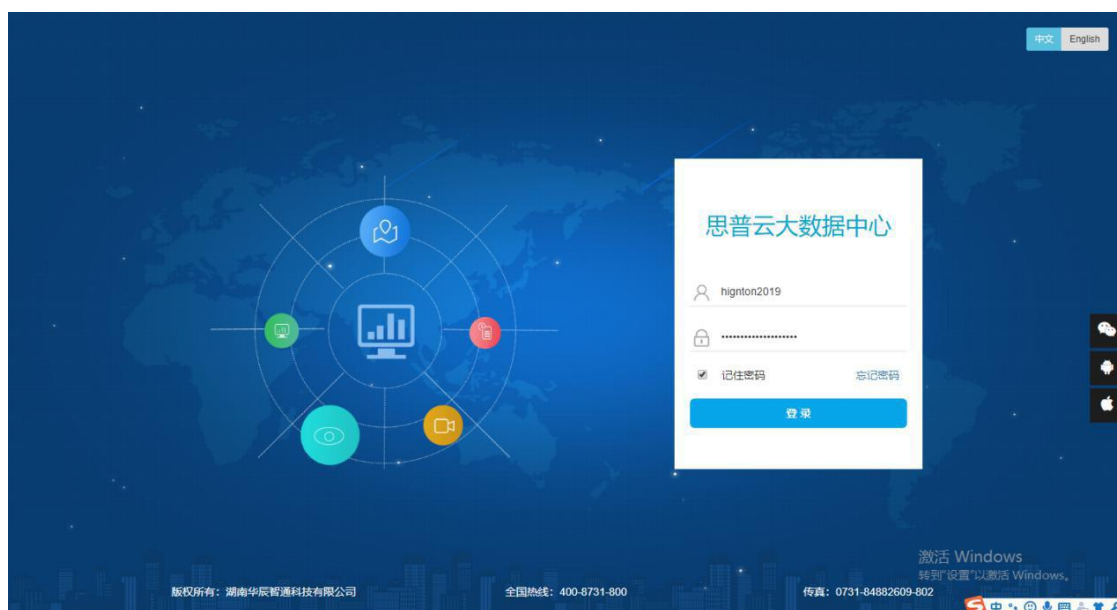 中文 English
思普云大数据中心
hignton2019
记住密码 忘记密码
登录
激活 Windows
转到"设置"以激活 Windows。
版权所有：湖南华辰智通科技有限公司 全国热线：400-8731-800 传真：0731-84882609-802
中